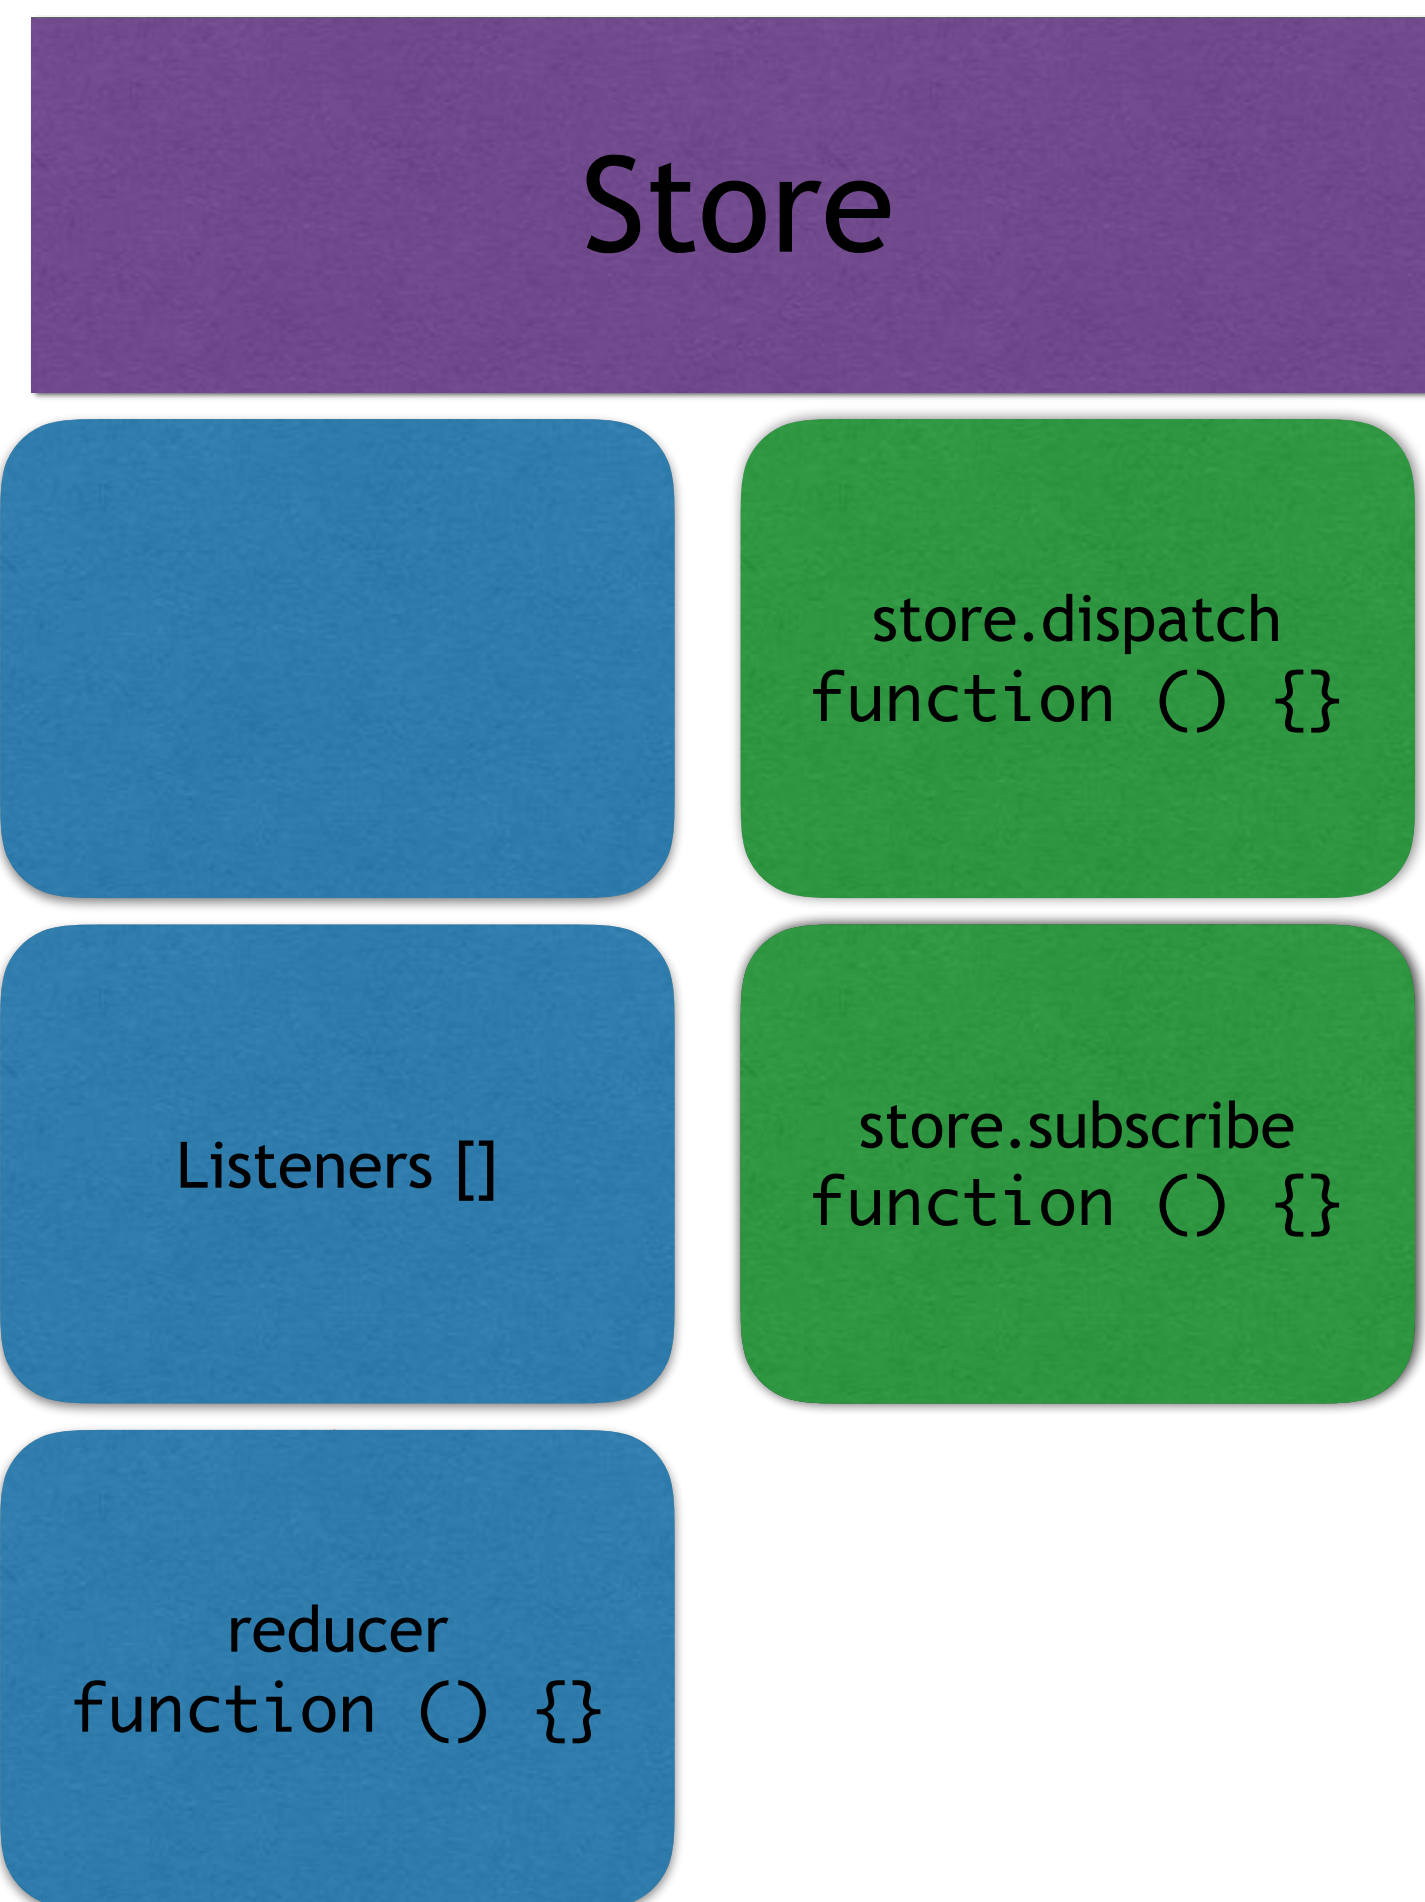 Store
store.dispatch
function () {}
Listeners []
store.subscribe
function () {}
reducer
function () {}